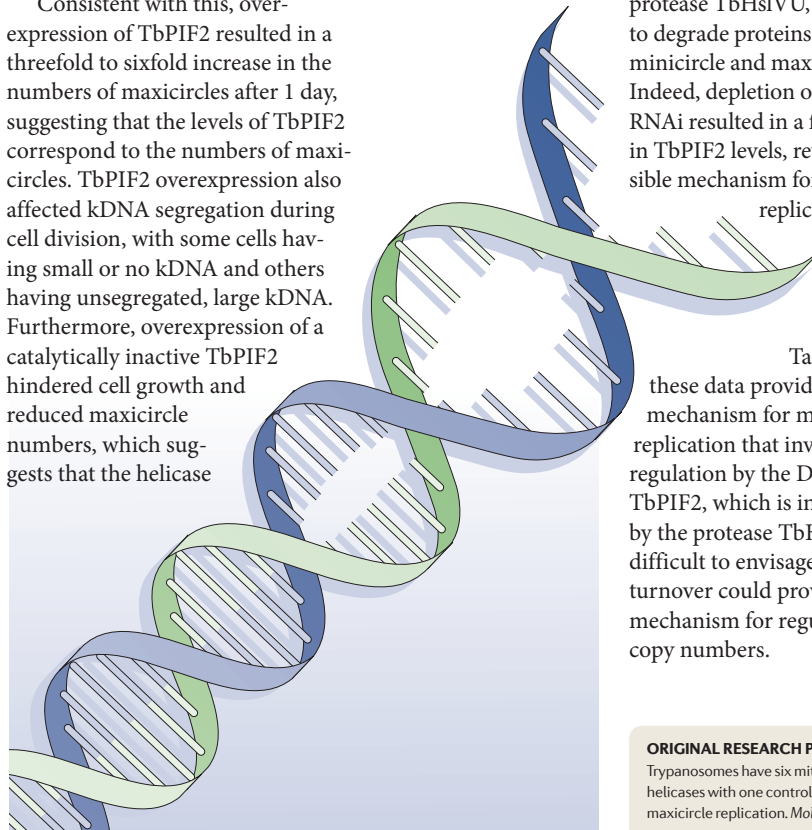 Consistent with this, over-
expression of TbPIF2 resulted in a
threefold to sixfold increase in the
numbers of maxicircles after 1 day,
suggesting that the levels of TbPIF2
correspond to the numbers of maxi-
circles. TbPIF2 overexpression also
affected kDNA segregation during
cell division, with some cells hav-
ing small or no kDNA and others
having unsegregated, large kDNA.
Furthermore, overexpression of a
catalytically inactive TbPIF2
hindered cell growth and
reduced maxicircle
numbers, which sug-
gests that the helicase
protease TbHslVU,
to degrade proteins
minicircle and max
Indeed, depletion o
RNAi resulted in a f
in TbPIF2 levels, re
sible mechanism for
replic
Ta
these data provid
mechanism for m
replication that inv
regulation by the D
TbPIF2, which is in
by the protease TbH
difficult to envisage
turnover could prov
mechanism for regu
copy numbers.
ORIGINAL RESEARCH P
Trypanosomes have six mit
helicases with one control
maxicircle replication. Mol